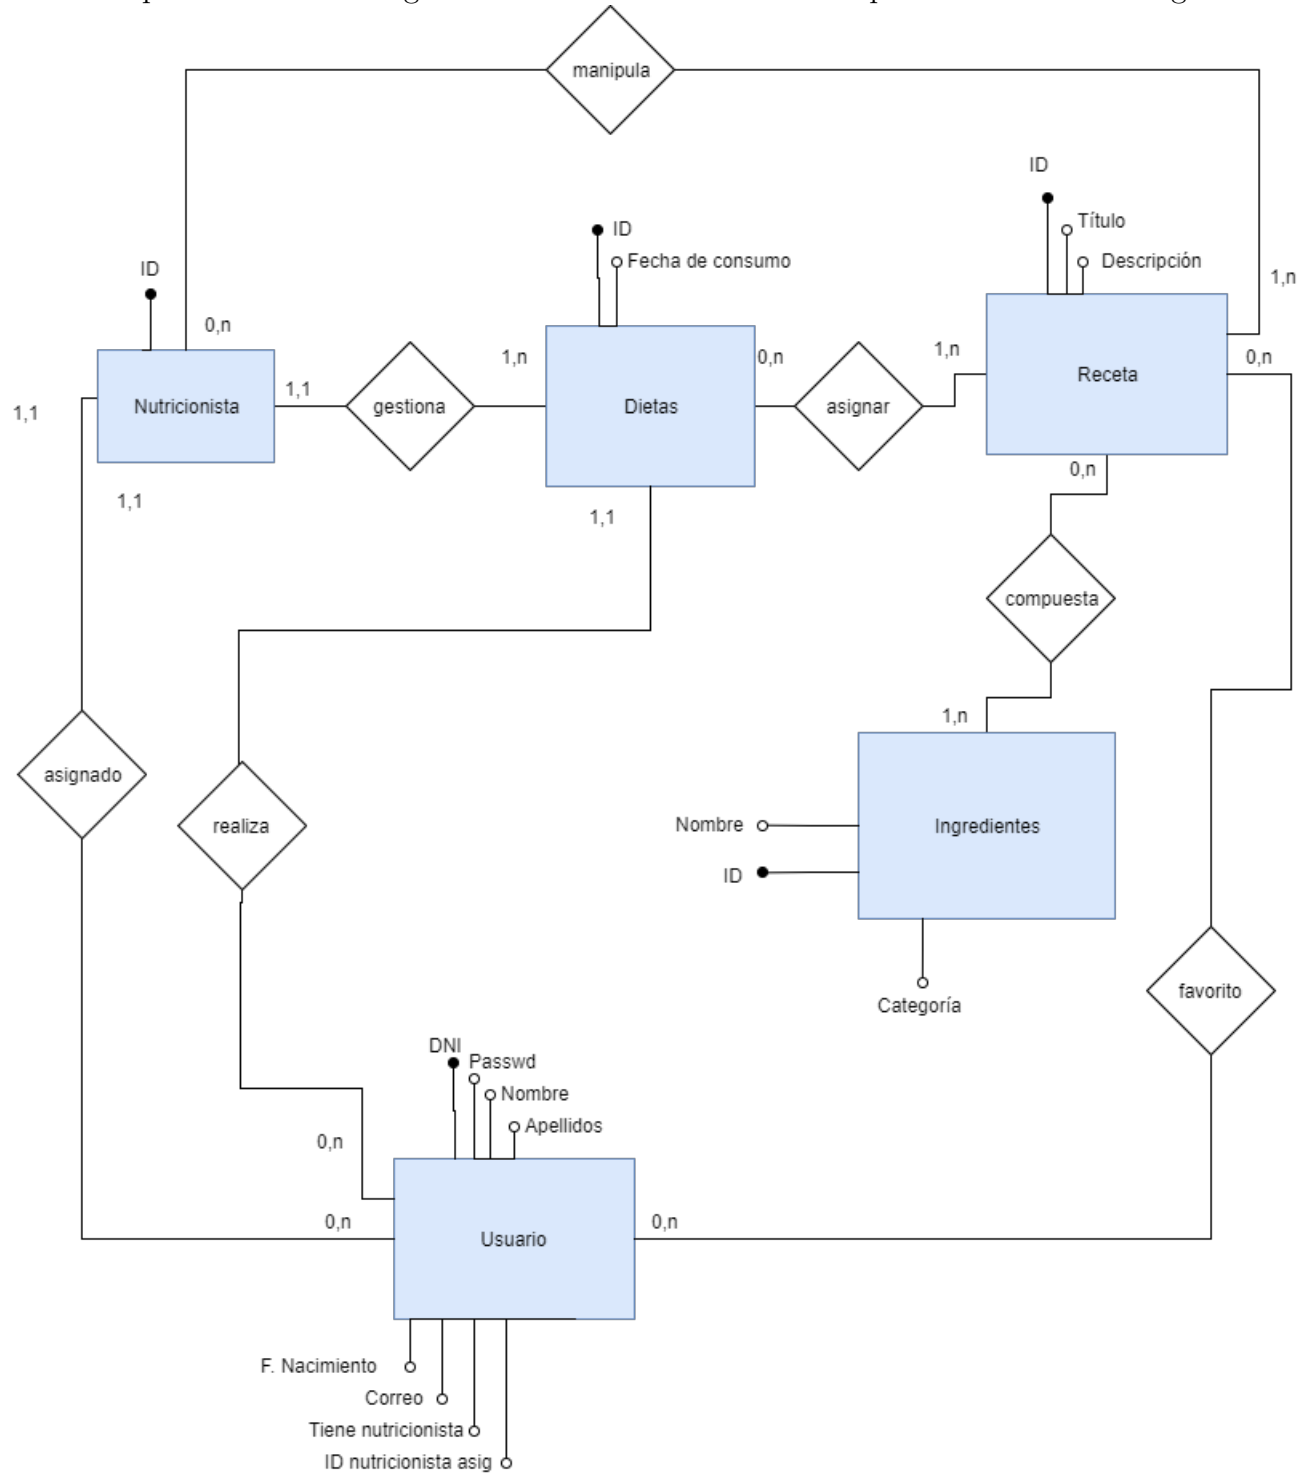 manipula
ID
Título
ID
Fecha de consumo
Descripción
ID
1,n
0,n
1,n
0,n
1,n
0,n
1,1
1,1
Nutricionista
gestiona
Dietas
asignar
Receta
0,n
1,1
1,1
compuesta
1,n
asignado
realiza
Nombre
Ingredientes
ID
favorito
Categoría
DNI
Passwd
Nombre
Apellidos
0,n
0,n
0,n
Usuario
F. Nacimiento
Correo
Tiene nutricionista
ID nutricionista asig